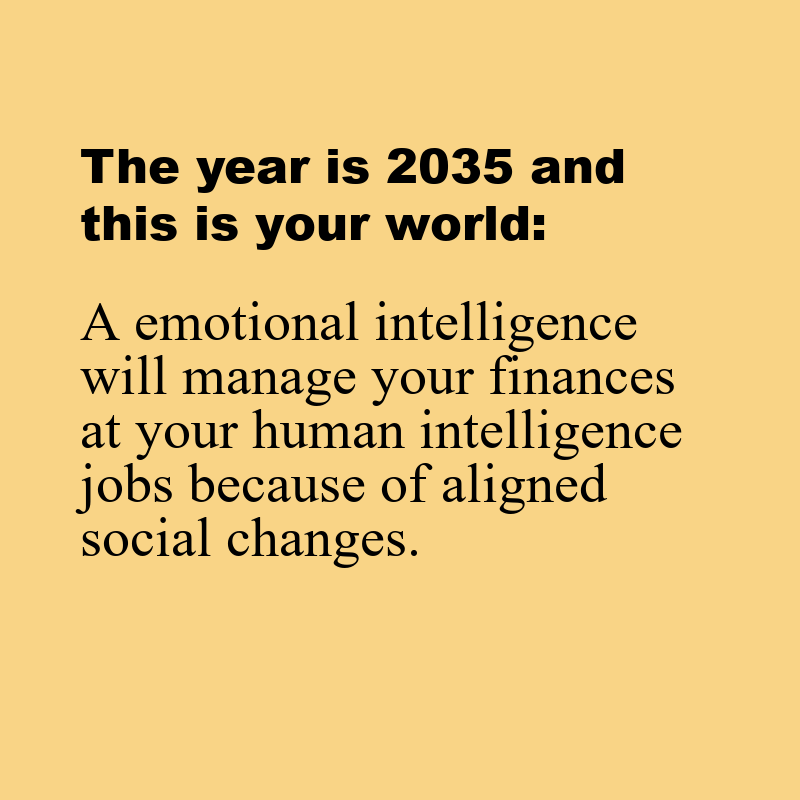 The year is 2035 and
this is your world:
A emotional intelligence
will manage your finances
at your human intelligence
jobs because of aligned
social changes.